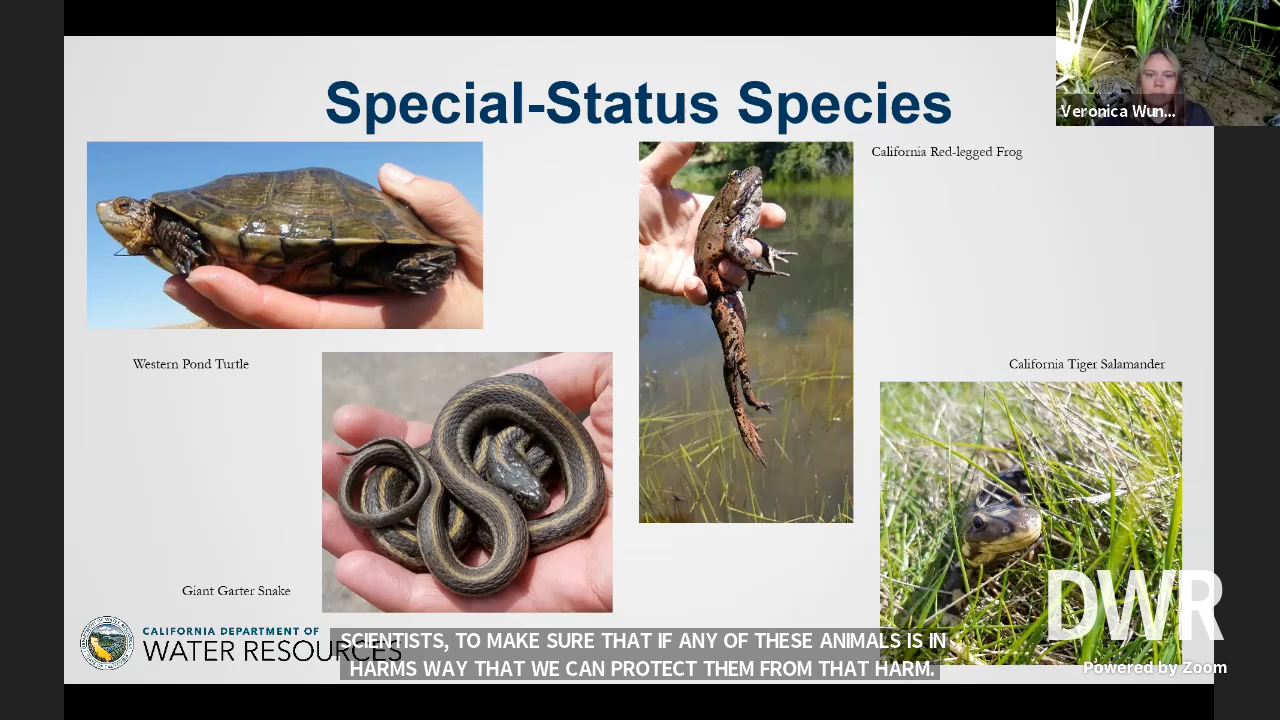 Special-Status Species
Veronica Wun...
California Red-legged Frog
Western Pond Turtle
California Tiger Salamander
Giant Garter Snake
CALIFORNIA DEPARTMENT OF
WATER RESOURCES
SCIENTISTS, TO MAKE SURE THAT IF ANY OF THESE ANIMALS IS IN
HARMS WAY THAT WE CAN PROTECT THEM FROM THAT HARM.
DWR
Powered by Zoom